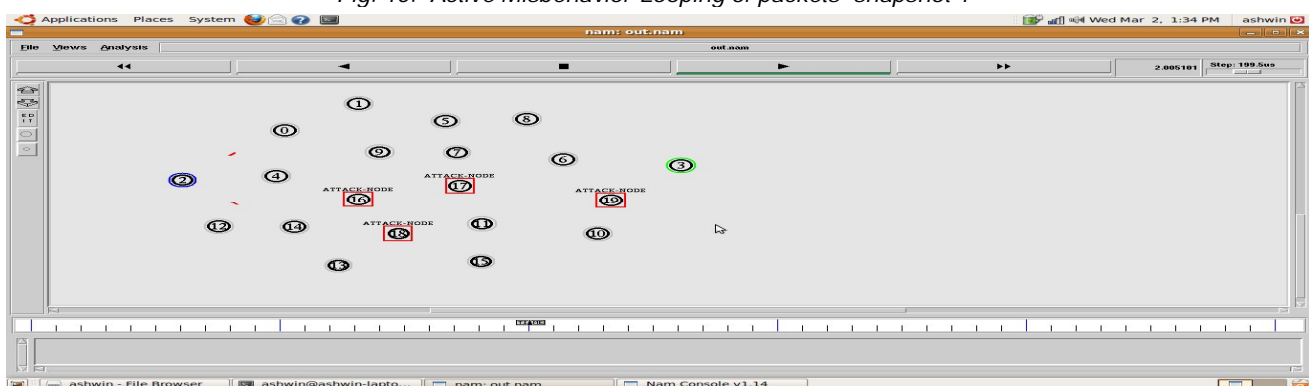 Fig. 10: Active Misbehavior-Looping of packets- snapshot 1
Applications Places System Wed Mar 2, 1:34 PM ashwin
nam: out.nam
File Views Analysis out.nam
2.005101 Step: 199.5us
E D
I T
1
5 8
0
9 7
6 3
2 4
ATTACK-NODE ATTACK-NODE ATTACK-NODE
16 17 19
12 14 ATTACK-NODE 11
18 10
13 15
ashwin - File Browser ashwin@ashwin-lapto... nam: out.nam Nam Console v1.14